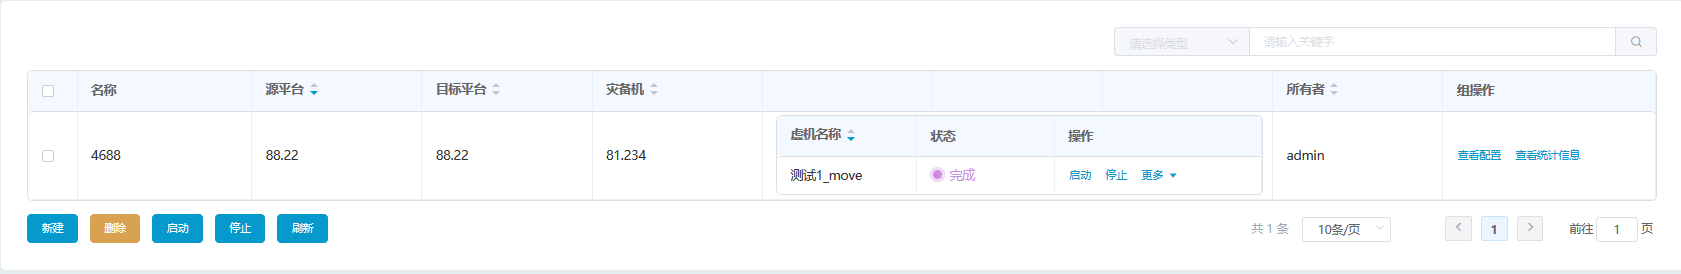 请选择类型 请输入关键字
名称 源平台 目标平台 灾备机 所有者 组操作
虚机名称 状态 操作
4688 88.22 88.22 81.234 admin 查看配置 查看统计信息
测试1_move 完成 启动 停止 更多
新建 删除 启动 停止 刷新 共 1 条 10条/页 1 前往 1 页